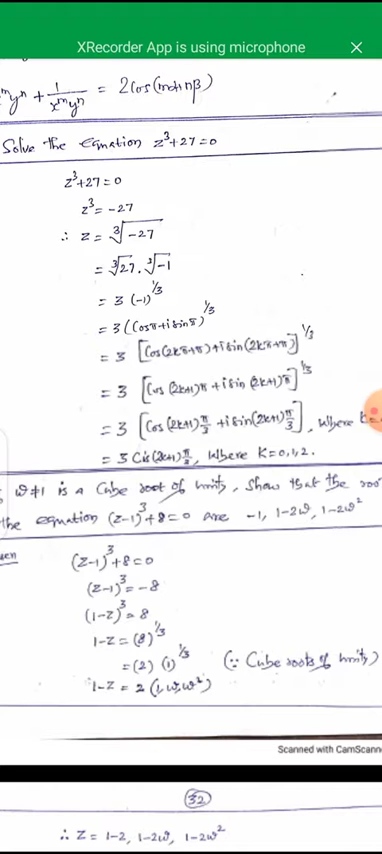 XRecorder App is using microphone ×
x^m y^n + 1/(x^m y^n) = 2 Cos(mα+nβ)
Solve the Equation z³+27=0
z³+27=0
z³ = -27
∴ z = ∛-27
= ∛27 . ∛-1
= 3 (-1)^(1/3)
= 3 (Cosπ+i sinπ)^(1/3)
= 3 [Cos(2kπ+π)+i sin(2kπ+π)]^(1/3)
= 3 [Cos (2k+1)π + i sin (2k+1)π]^(1/3)
= 3 [Cos(2k+1)π/3 + i sin(2k+1)π/3], where k=0
= 3 Cis(2k+1)π/3, where K=0,1,2.
ω≠1 is a Cube root of unity, Show that the roo
the equation (z-1)³+8=0 are -1, 1-2ω, 1-2ω²
(z-1)³+8=0
(z-1)³ = -8
(1-z)³ = 8
1-z = (8)^(1/3)
= (2) (1)^(1/3) (∵ Cube roots of unity)
1-z = 2 (1, ω, ω²)
Scanned with CamScann
32
∴ z = 1-2, 1-2ω, 1-2ω²